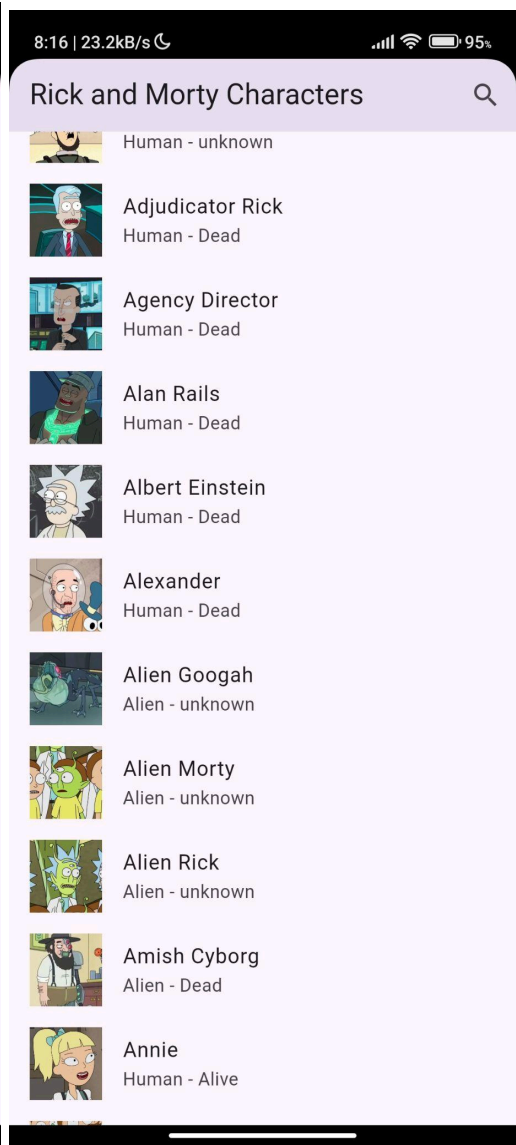 8:16 | 23.2kB/s 95%
Rick and Morty Characters
Human - unknown
Adjudicator Rick
Human - Dead
Agency Director
Human - Dead
Alan Rails
Human - Dead
Albert Einstein
Human - Dead
Alexander
Human - Dead
Alien Googah
Alien - unknown
Alien Morty
Alien - unknown
Alien Rick
Alien - unknown
Amish Cyborg
Alien - Dead
Annie
Human - Alive